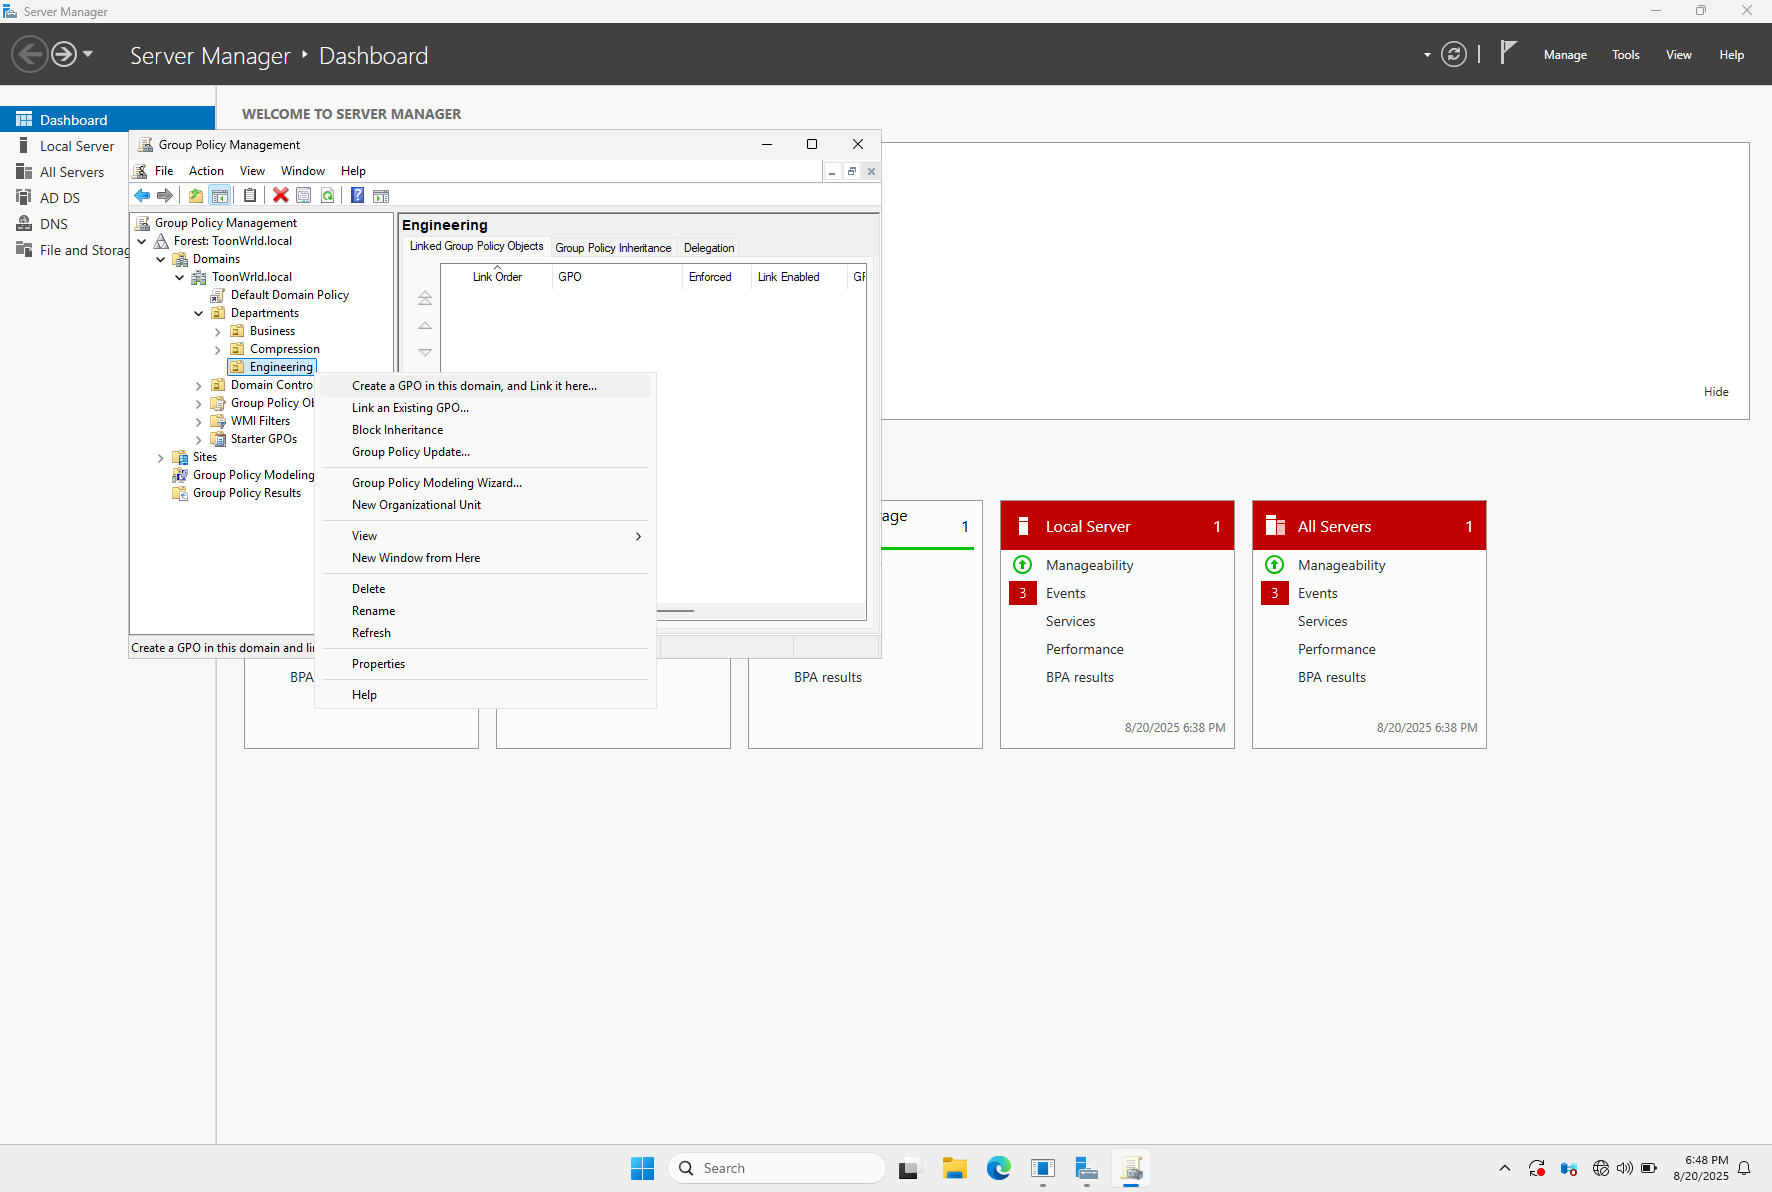 Server Manager
Server Manager ‣ Dashboard
Manage
Tools
View
Help
Dashboard
Local Server
All Servers
AD DS
DNS
File and Storag
WELCOME TO SERVER MANAGER
Hide
Group Policy Management
File
Action
View
Window
Help
Group Policy Management
Forest: ToonWrld.local
Domains
ToonWrld.local
Default Domain Policy
Departments
Business
Compression
Engineering
Domain Contro
Group Policy Ob
WMI Filters
Starter GPOs
Sites
Group Policy Modeling
Group Policy Results
Engineering
Linked Group Policy Objects
Group Policy Inheritance
Delegation
Link Order
GPO
Enforced
Link Enabled
GP
Create a GPO in this domain and lin
Create a GPO in this domain, and Link it here...
Link an Existing GPO...
Block Inheritance
Group Policy Update...
Group Policy Modeling Wizard...
New Organizational Unit
View
New Window from Here
Delete
Rename
Refresh
Properties
Help
BPA
rage
1
BPA results
Local Server
1
Manageability
3 Events
Services
Performance
BPA results
8/20/2025 6:38 PM
All Servers
1
Manageability
3 Events
Services
Performance
BPA results
8/20/2025 6:38 PM
Search
6:48 PM
8/20/2025